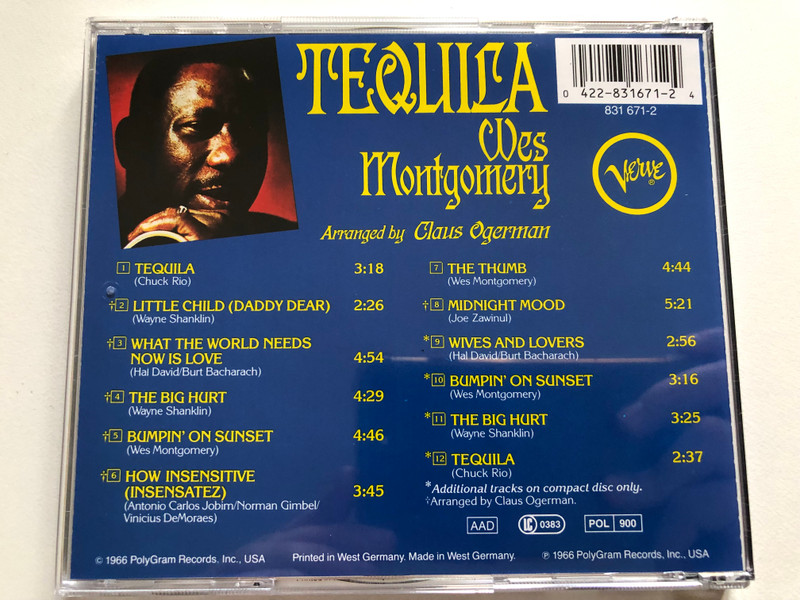 TEQUILA
Wes
Montgomery
Arranged by Claus Ogerman
0 422-831671-2 4
831 671-2
Verve®
1 TEQUILA 3:18
(Chuck Rio)
†2 LITTLE CHILD (DADDY DEAR) 2:26
(Wayne Shanklin)
†3 WHAT THE WORLD NEEDS
NOW IS LOVE 4:54
(Hal David/Burt Bacharach)
†4 THE BIG HURT 4:29
(Wayne Shanklin)
†5 BUMPIN' ON SUNSET 4:46
(Wes Montgomery)
†6 HOW INSENSITIVE
(INSENSATEZ) 3:45
(Antonio Carlos Jobim/Norman Gimbel/
Vinicius DeMoraes)
7 THE THUMB 4:44
(Wes Montgomery)
†8 MIDNIGHT MOOD 5:21
(Joe Zawinul)
*9 WIVES AND LOVERS 2:56
(Hal David/Burt Bacharach)
*10 BUMPIN' ON SUNSET 3:16
(Wes Montgomery)
*11 THE BIG HURT 3:25
(Wayne Shanklin)
*12 TEQUILA 2:37
(Chuck Rio)
*Additional tracks on compact disc only.
†Arranged by Claus Ogerman.
AAD LC 0383 POL 900
© 1966 PolyGram Records, Inc., USA Printed in West Germany. Made in West Germany. ℗ 1966 PolyGram Records, Inc., USA